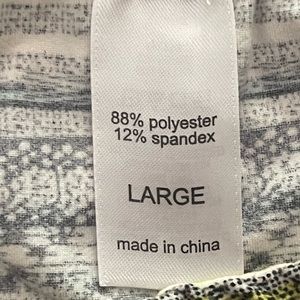 88% polyester
12% spandex
LARGE
made in china